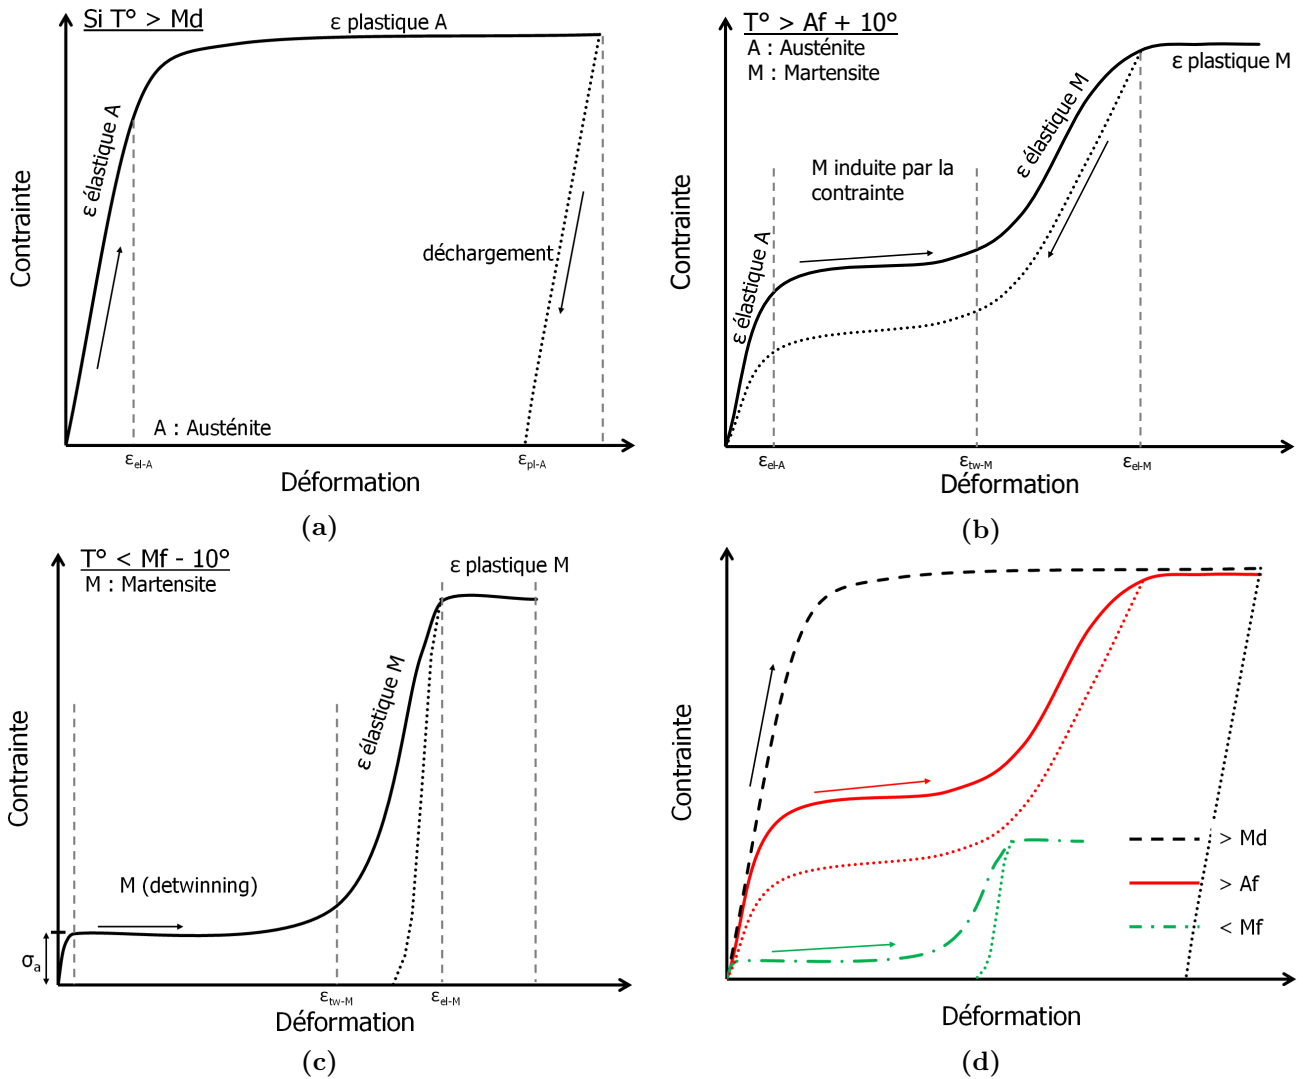 Si T° > Md
ε plastique A
ε élastique A
Contrainte
déchargement
A : Austénite
εel-A
εpl-A
Déformation
(a)
T° > Af + 10°
A : Austénite
M : Martensite
ε plastique M
ε élastique M
M induite par la
contrainte
Contrainte
ε élastique A
εel-A
εtw-M
εel-M
Déformation
(b)
T° < Mf - 10°
M : Martensite
ε plastique M
ε élastique M
Contrainte
M (detwinning)
σa
εtw-M
εel-M
Déformation
(c)
Contrainte
> Md
> Af
< Mf
Déformation
(d)